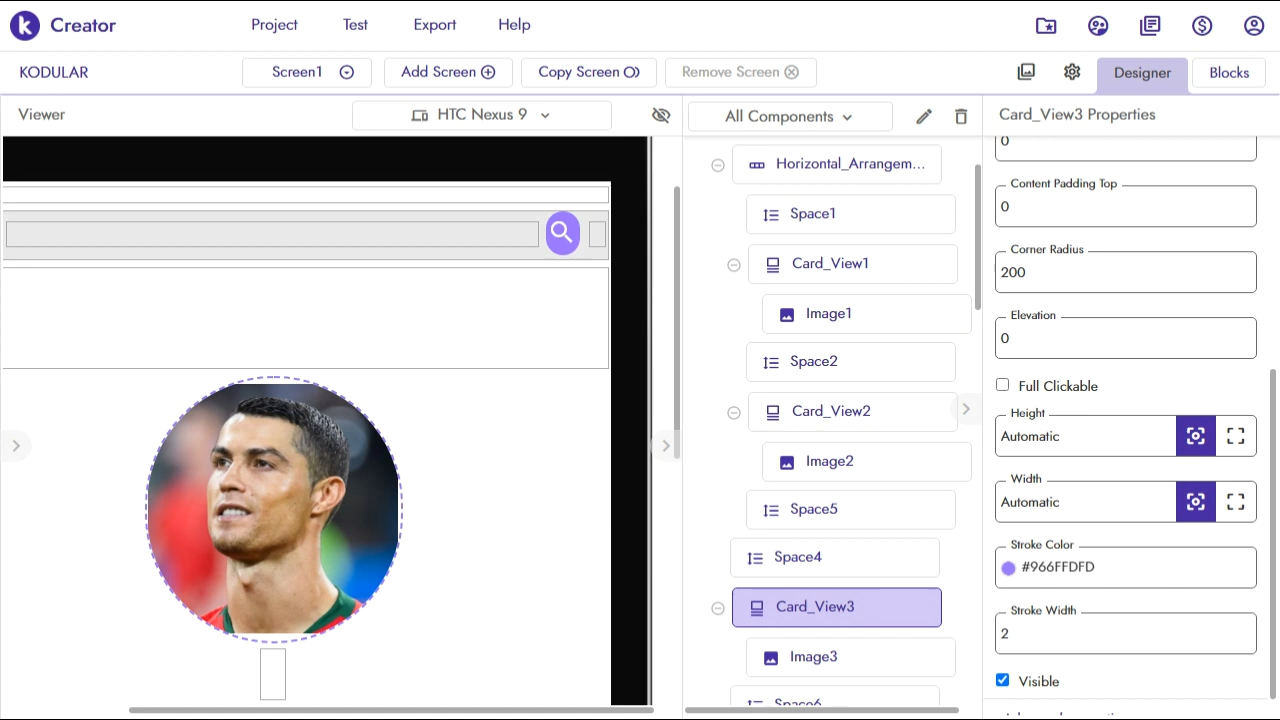 Creator
Project
Test
Export
Help
KODULAR
Screen1
Add Screen
Copy Screen
Remove Screen
Designer
Blocks
Viewer
HTC Nexus 9
All Components
Card_View3 Properties
Horizontal_Arrangem...
Space1
Card_View1
Image1
Space2
Card_View2
Image2
Space5
Space4
Card_View3
Image3
Space6
0
Content Padding Top
0
Corner Radius
200
Elevation
0
Full Clickable
Height
Automatic
Width
Automatic
Stroke Color
#966FFDFD
Stroke Width
2
Visible